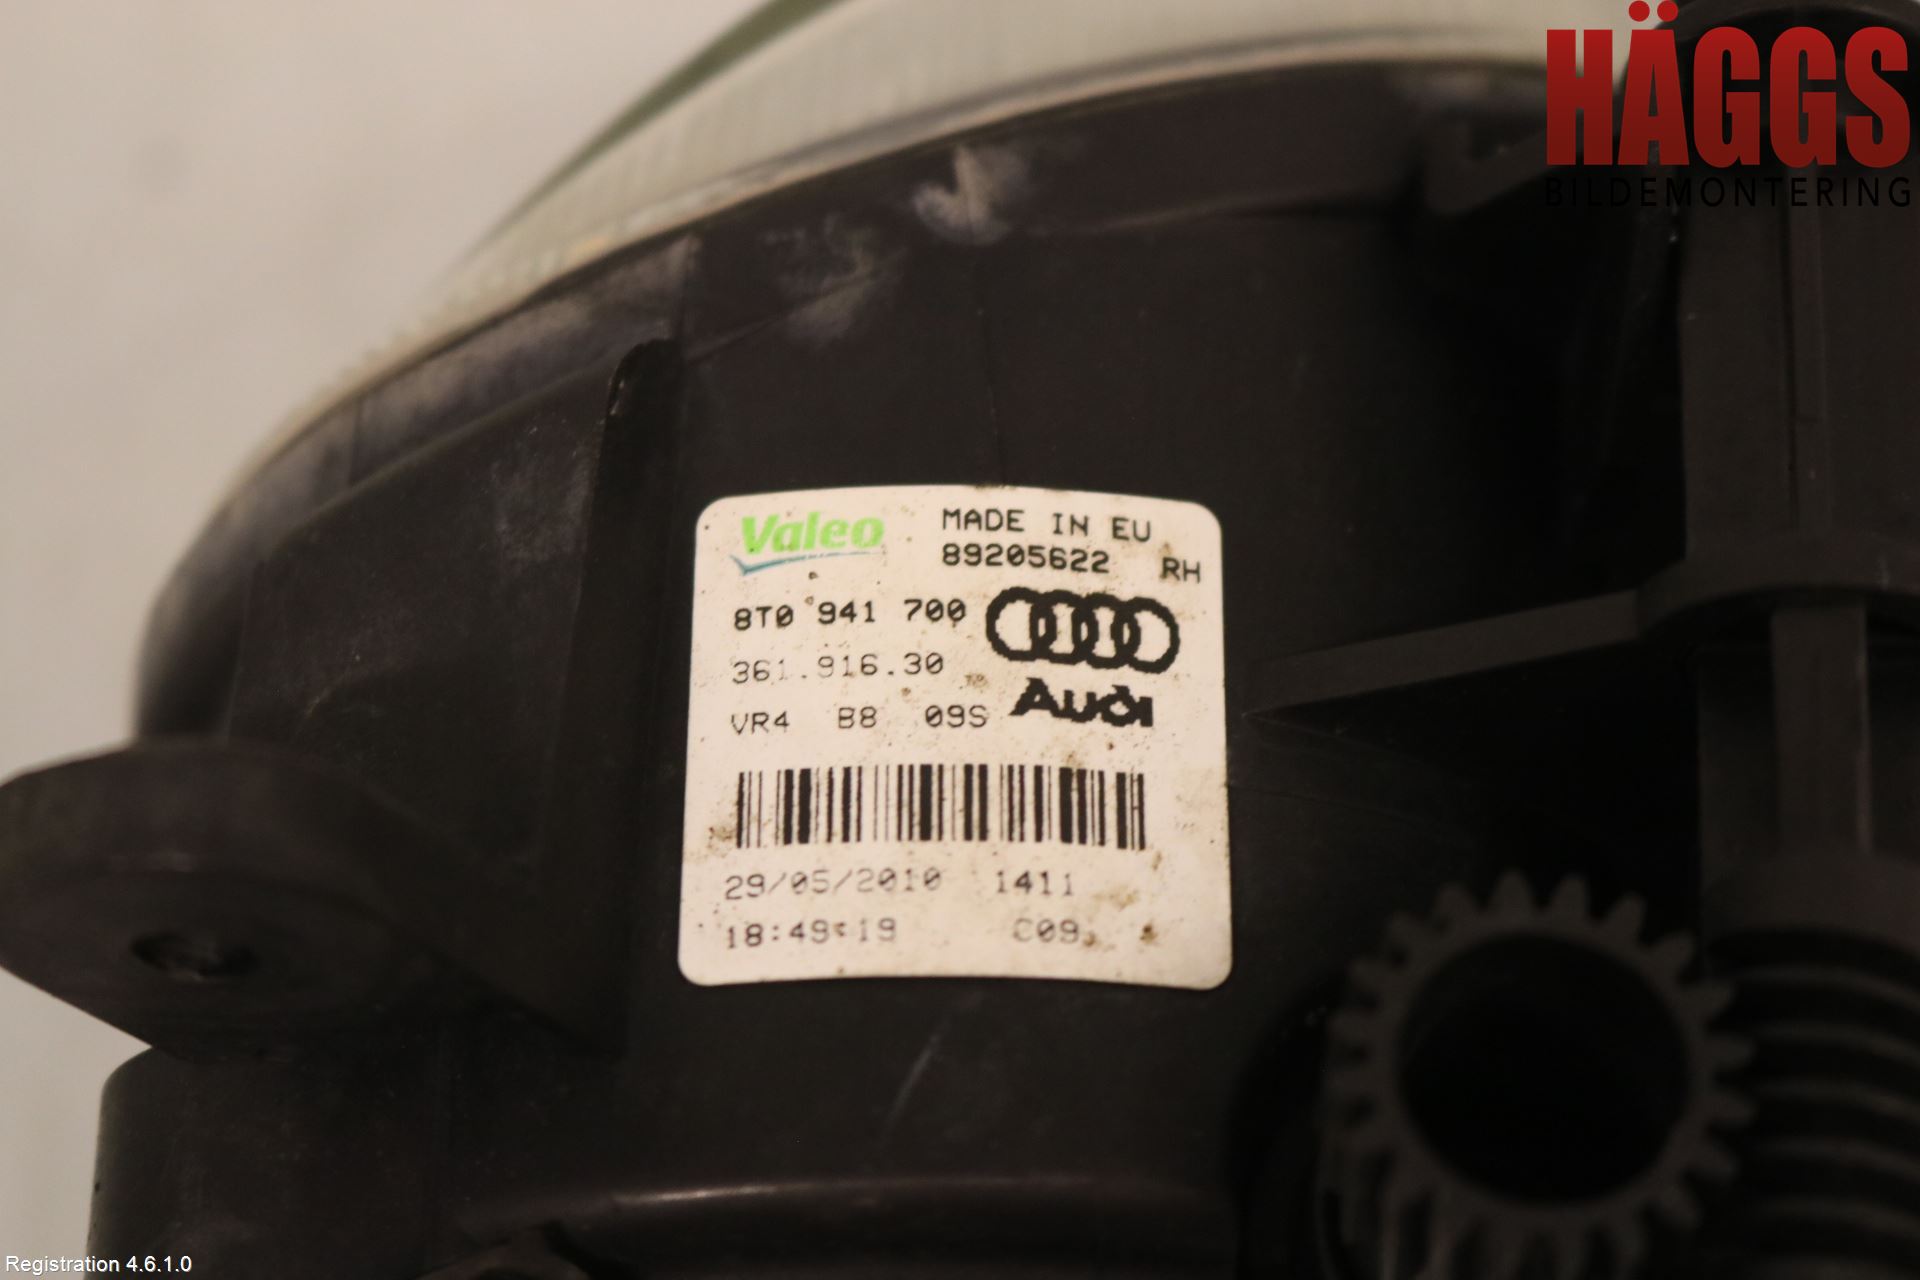 HÄGGS
BILDEMONTERING
Valeo
MADE IN EU
89205622 RH
8T0 941 700
361.916.30
Audi
VR4 B8 09S
29/05/2010 1411
18:49:19 C09
Registration 4.6.1.0